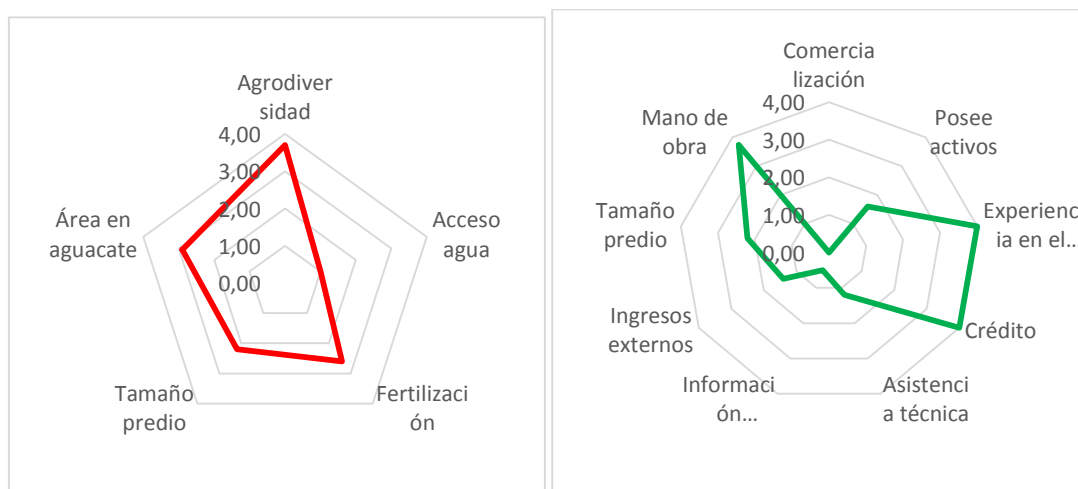 Agrodiver
sidad
4,00
3,00
2,00
1,00
0,00
Acceso
agua
Fertilizaci
ón
Tamaño
predio
Área en
aguacate
Comercia
lización
4,00
3,00
2,00
1,00
0,00
Posee
activos
Experienc
ia en el...
Crédito
Asistenci
a técnica
Informaci
ón...
Ingresos
externos
Tamaño
predio
Mano de
obra